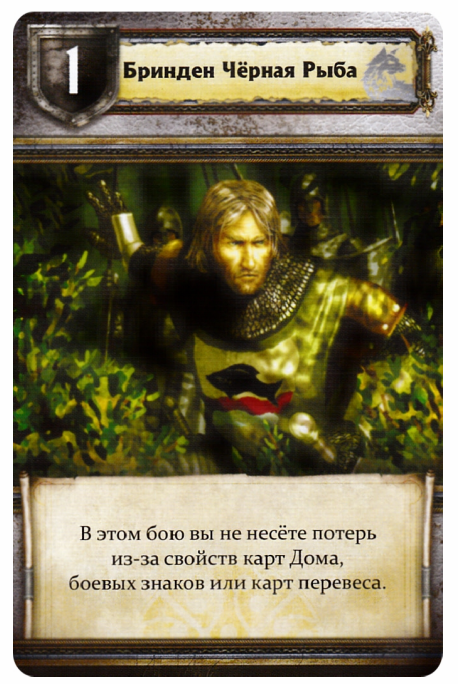 1
Бринден Чёрная Рыба
В этом бою вы не несёте потерь
из-за свойств карт Дома,
боевых знаков или карт перевеса.